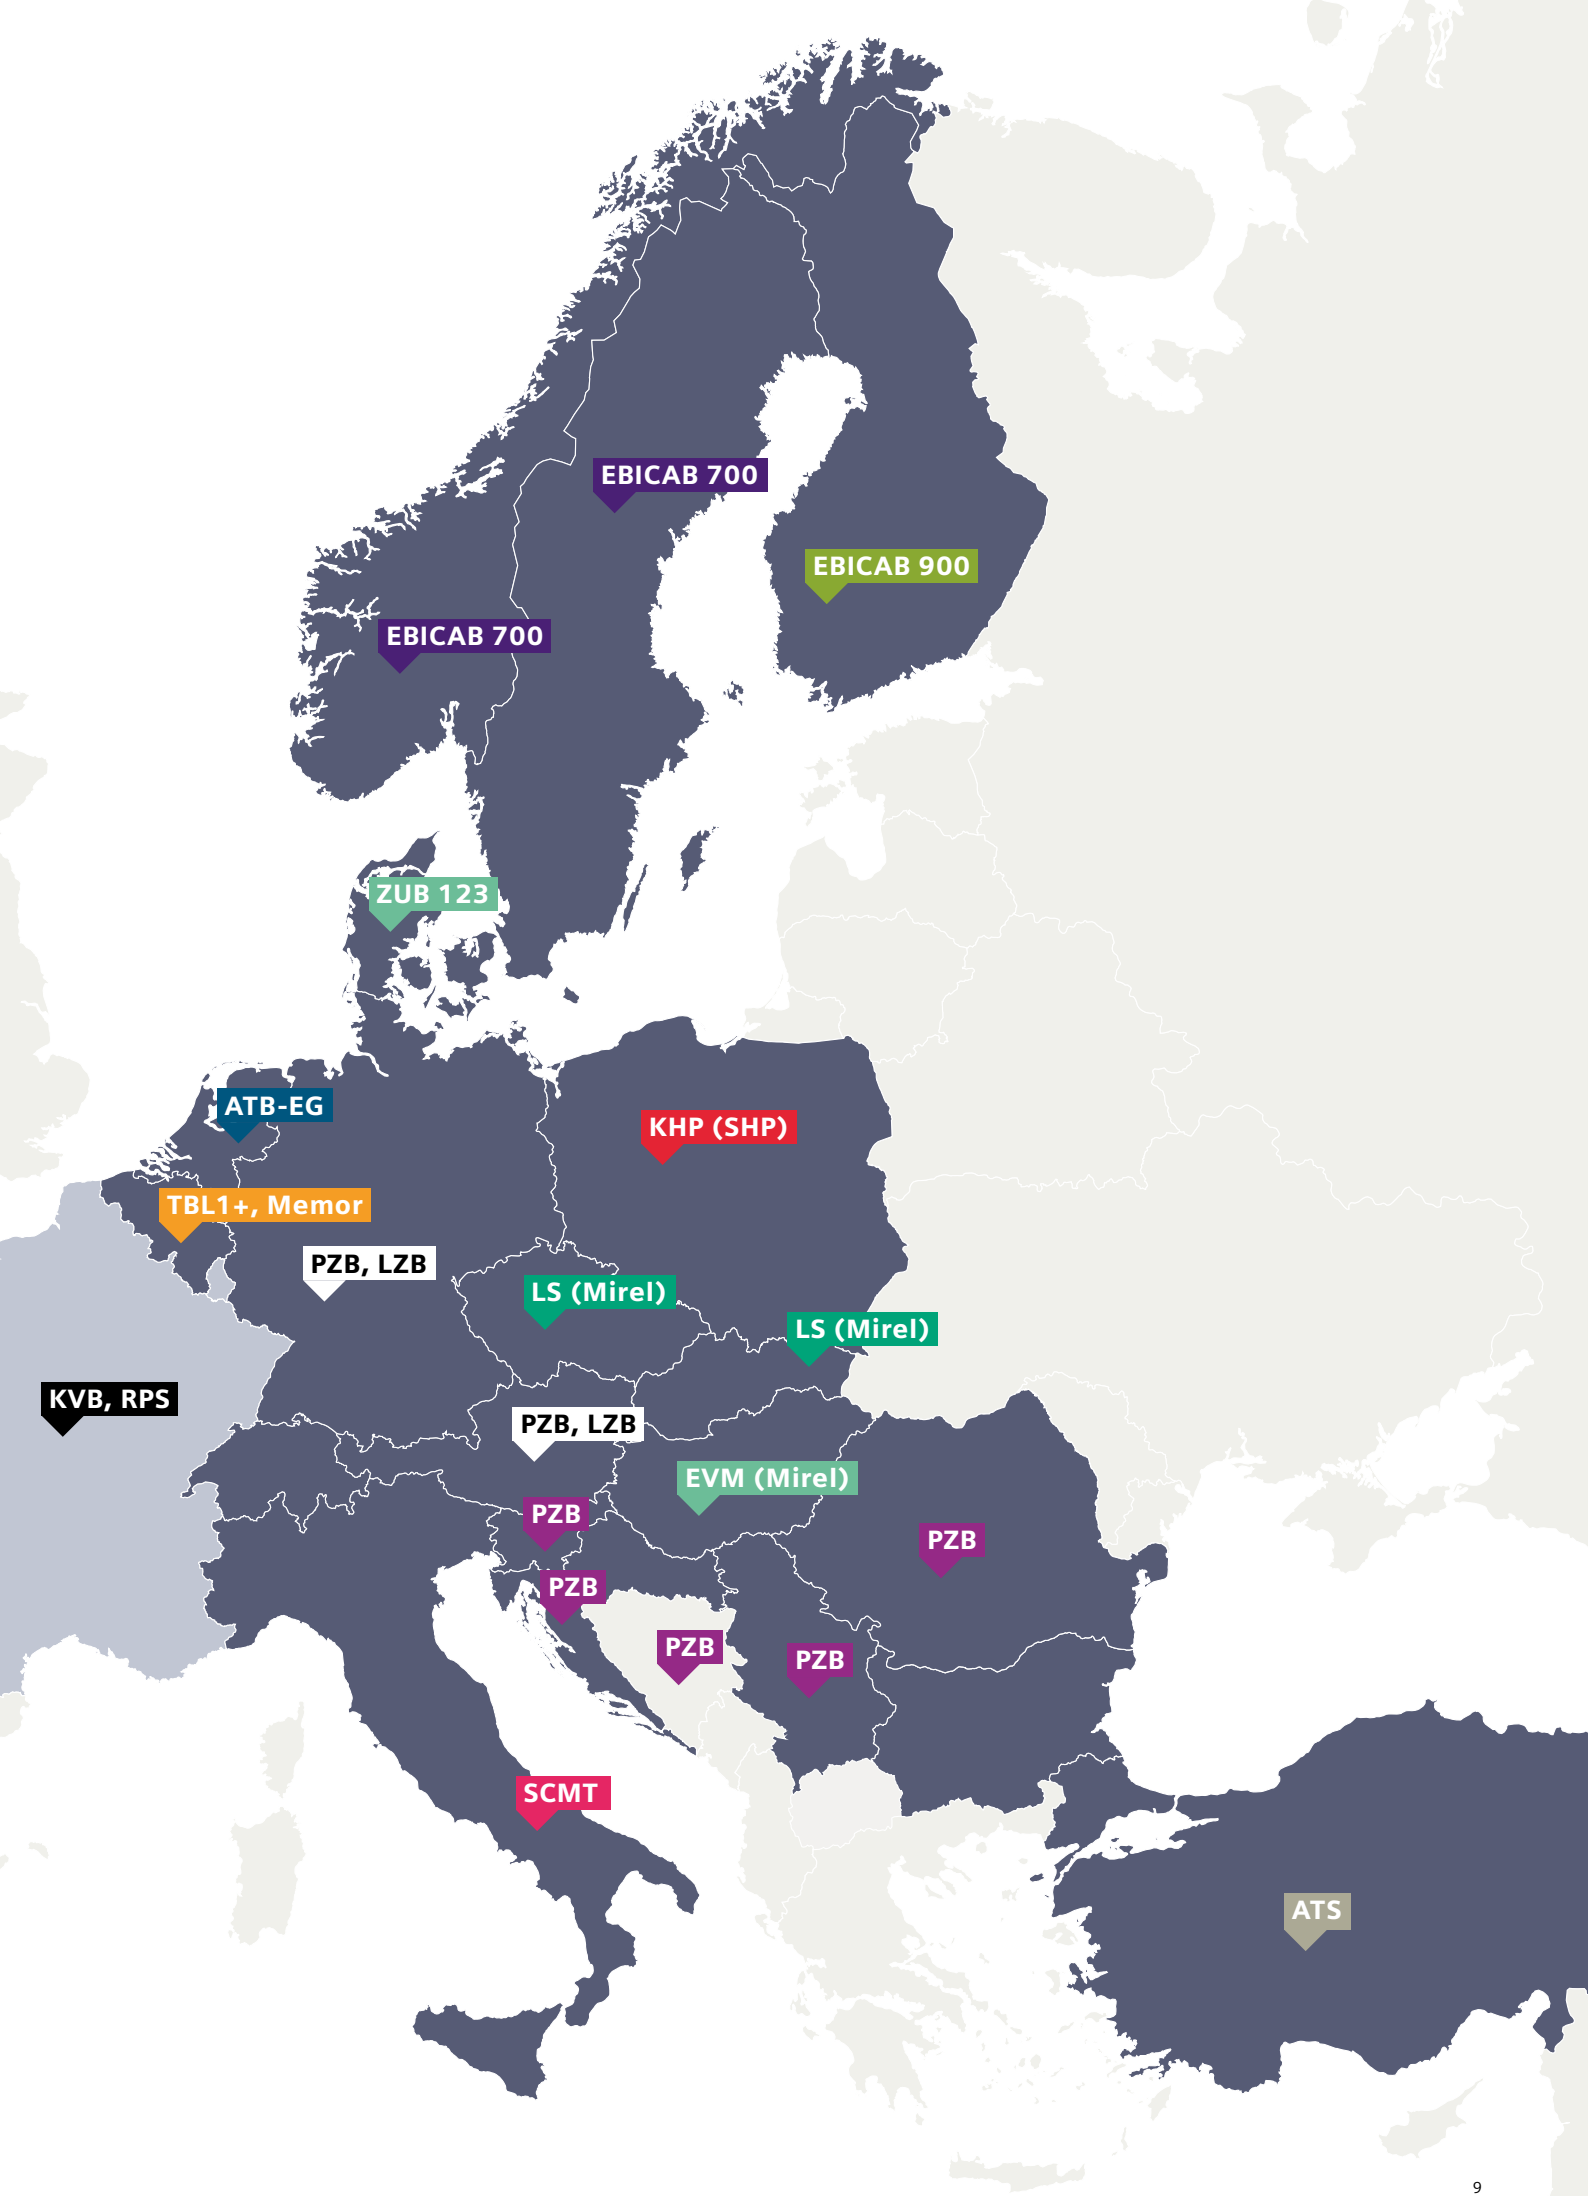 EBICAB 700
EBICAB 900
EBICAB 700
ZUB 123
ATB-EG
KHP (SHP)
TBL1+, Memor
PZB, LZB
LS (Mirel)
LS (Mirel)
KVB, RPS
PZB, LZB
EVM (Mirel)
PZB
PZB
PZB
PZB
PZB
SCMT
ATS
9